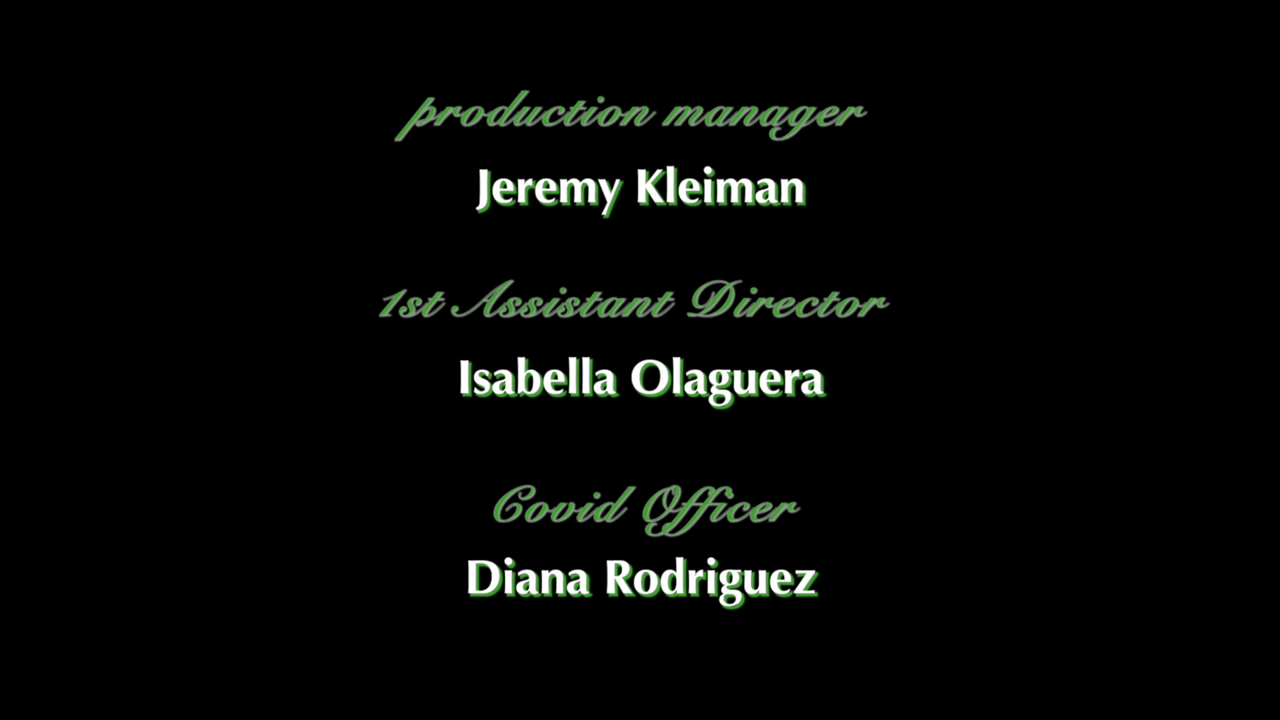 production manager
Jeremy Kleiman
1st Assistant Director
Isabella Olaguera
Covid Officer
Diana Rodriguez